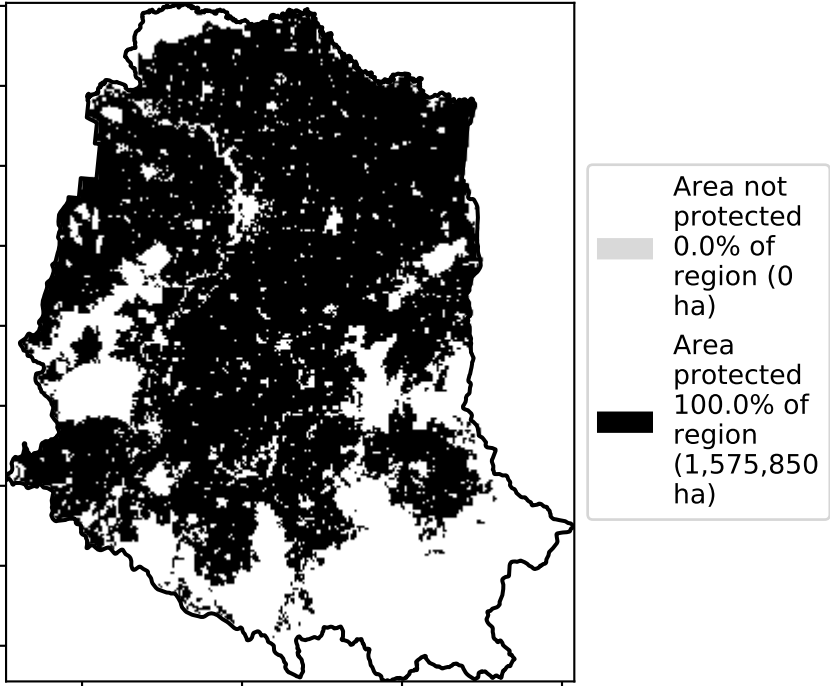 Area not
protected
0.0% of
region (0
ha)
Area
protected
100.0% of
region
(1,575,850
ha)